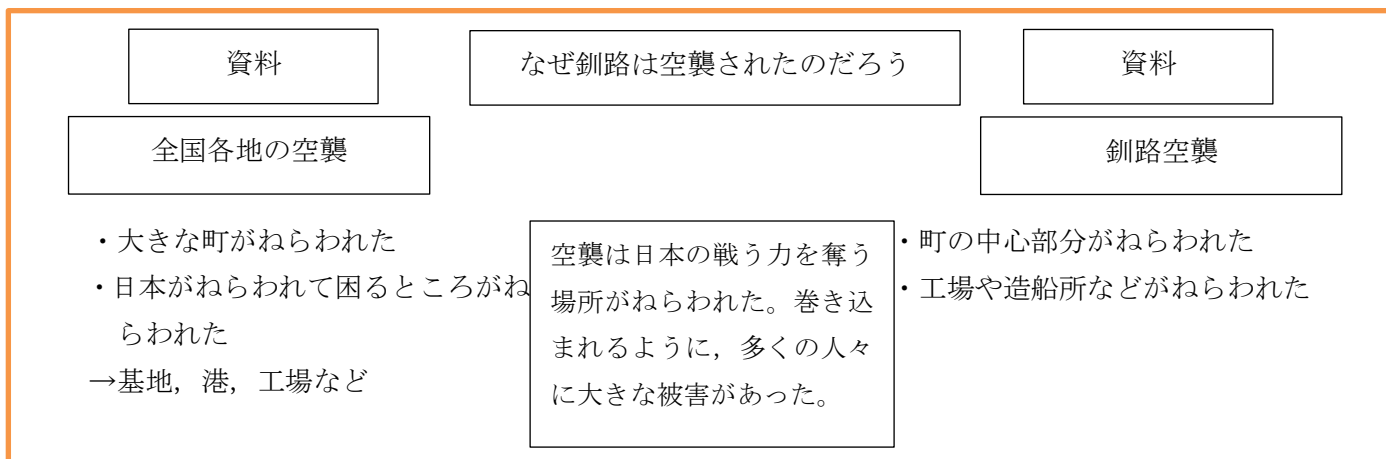 資料
なぜ釧路は空襲されたのだろう
資料
全国各地の空襲
釧路空襲
・大きな町がねらわれた
・日本がねらわれて困るところがね
らわれた
→基地，港，工場など
空襲は日本の戦う力を奪う
場所がねらわれた。巻き込
まれるように，多くの人々
に大きな被害があった。
・町の中心部分がねらわれた
・工場や造船所などがねらわれた